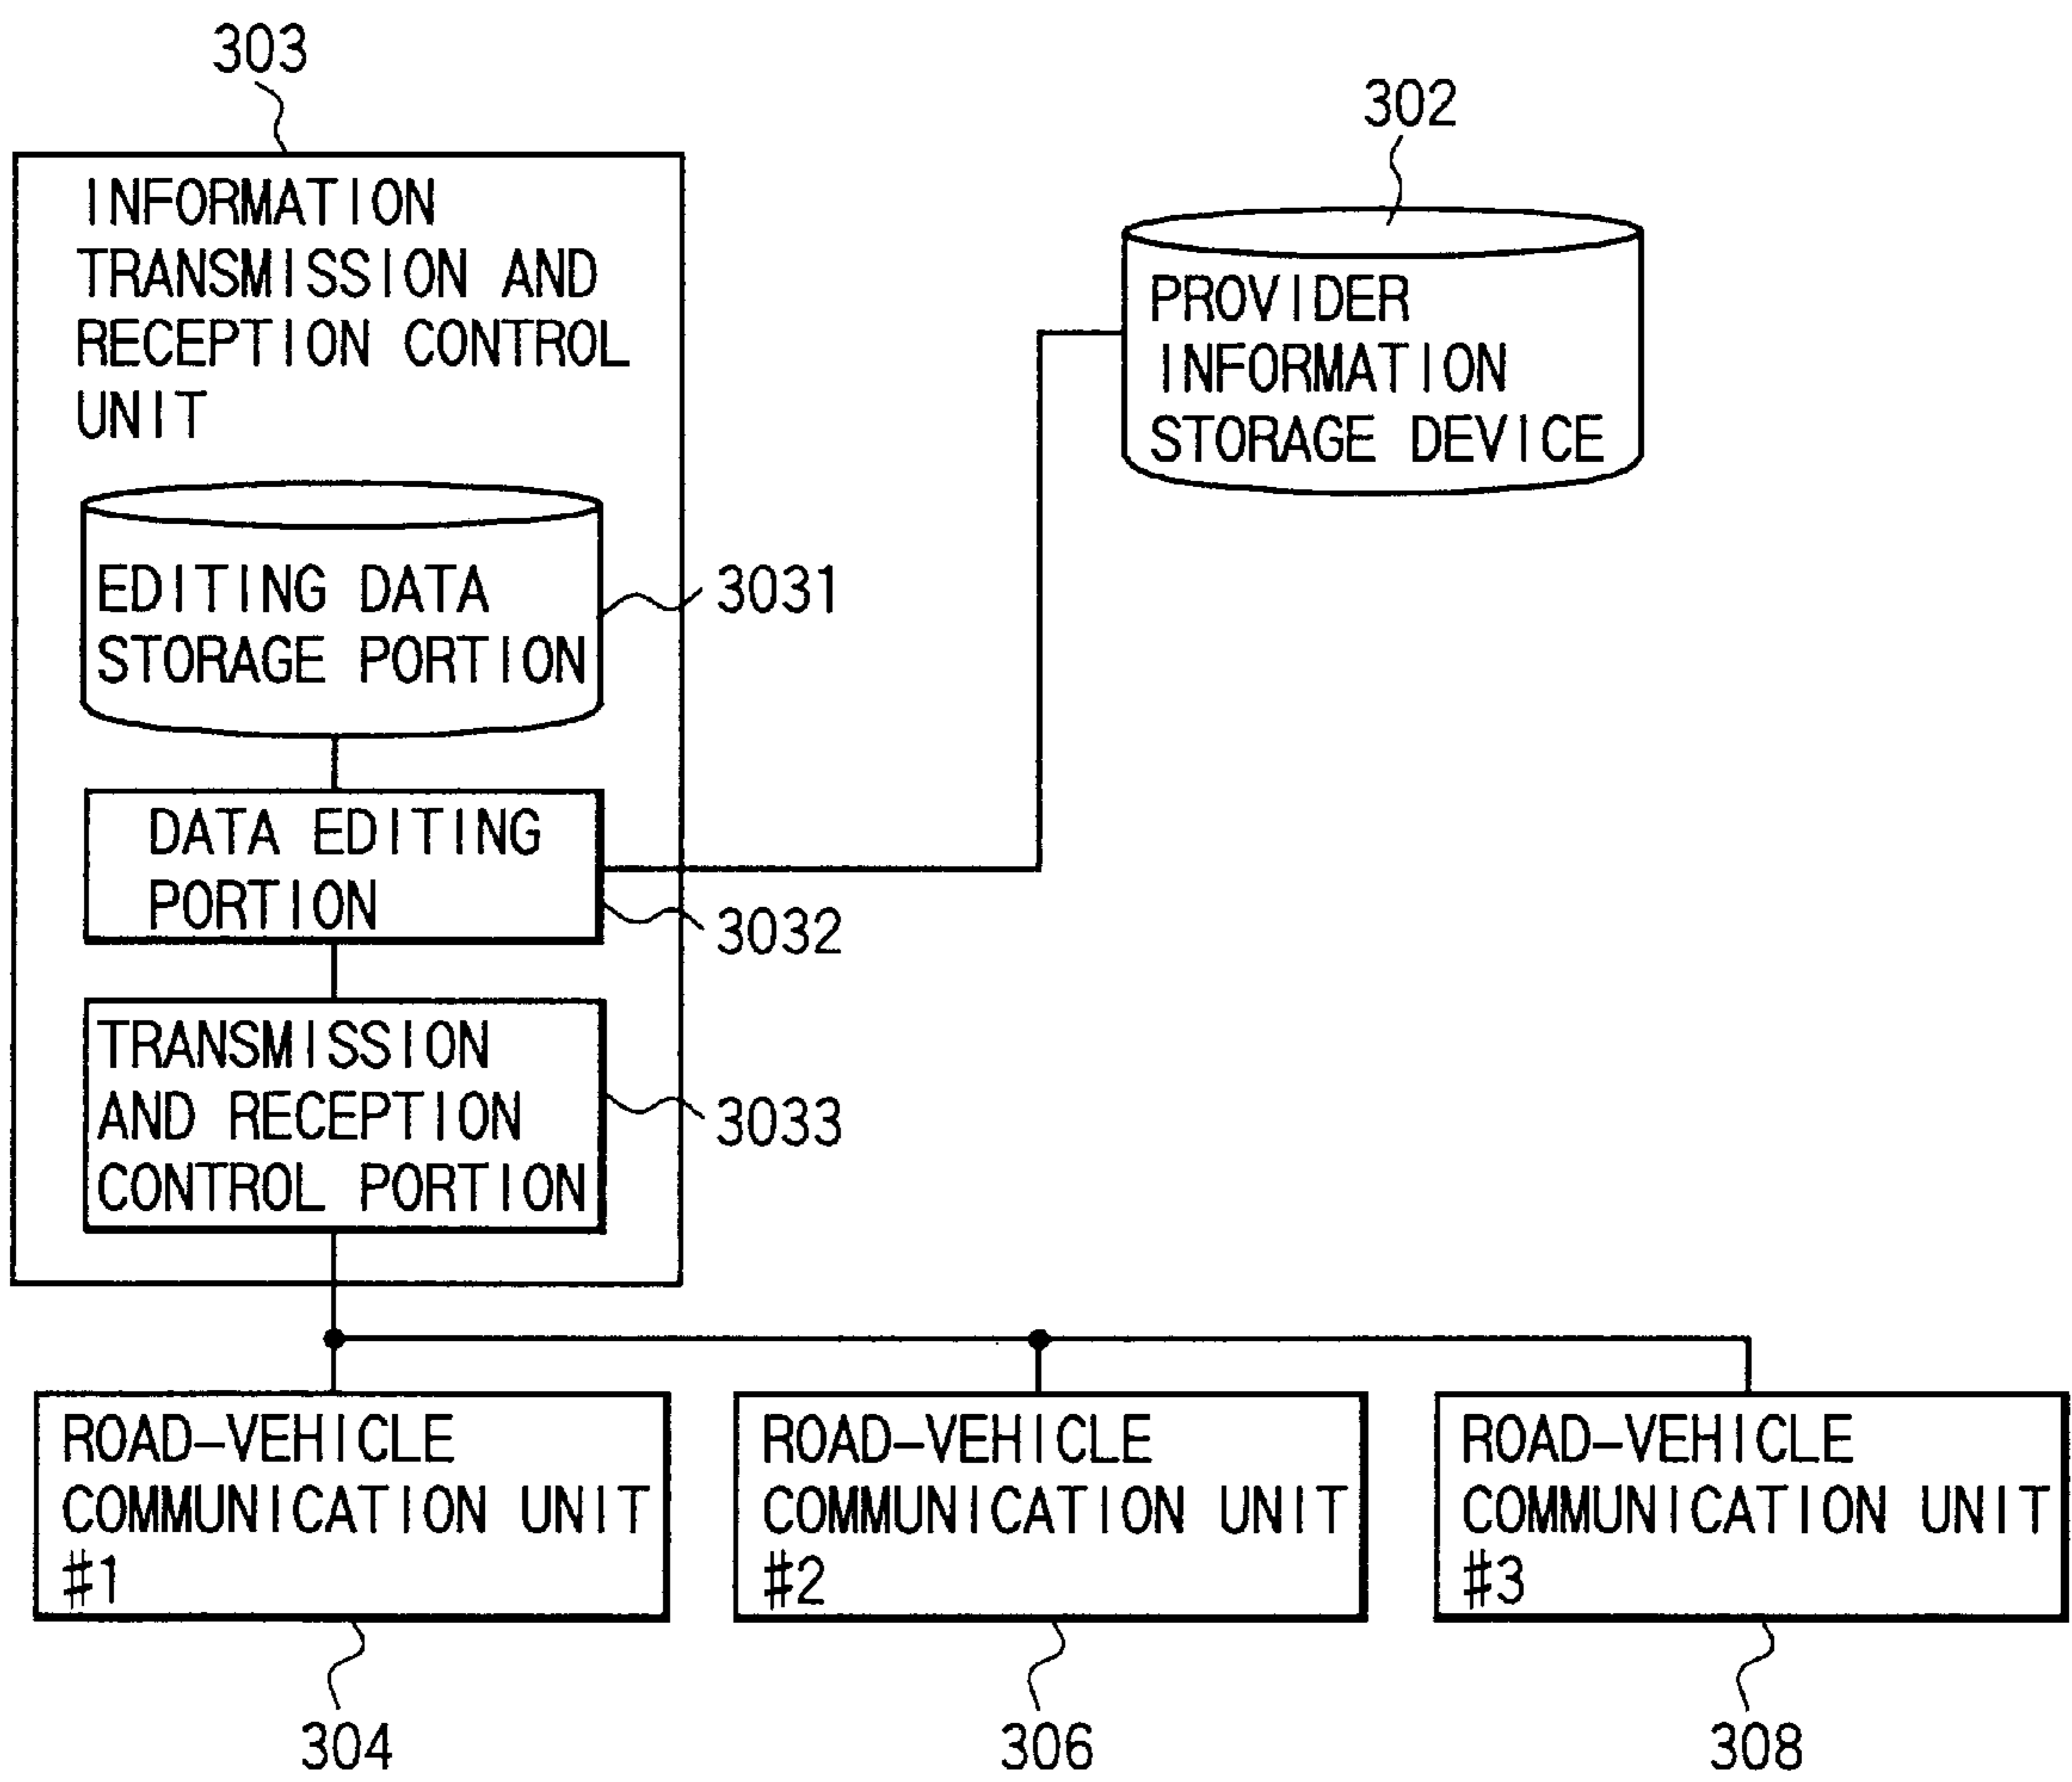 303
302
INFORMATION
TRANSMISSION AND
RECEPTION CONTROL
UNIT
PROVIDER
INFORMATION
STORAGE DEVICE
EDITING DATA
STORAGE PORTION
3031
DATA EDITING
PORTION
3032
TRANSMISSION
AND RECEPTION
CONTROL PORTION
3033
ROAD-VEHICLE
COMMUNICATION UNIT
#1
ROAD-VEHICLE
COMMUNICATION UNIT
#2
ROAD-VEHICLE
COMMUNICATION UNIT
#3
304
306
308